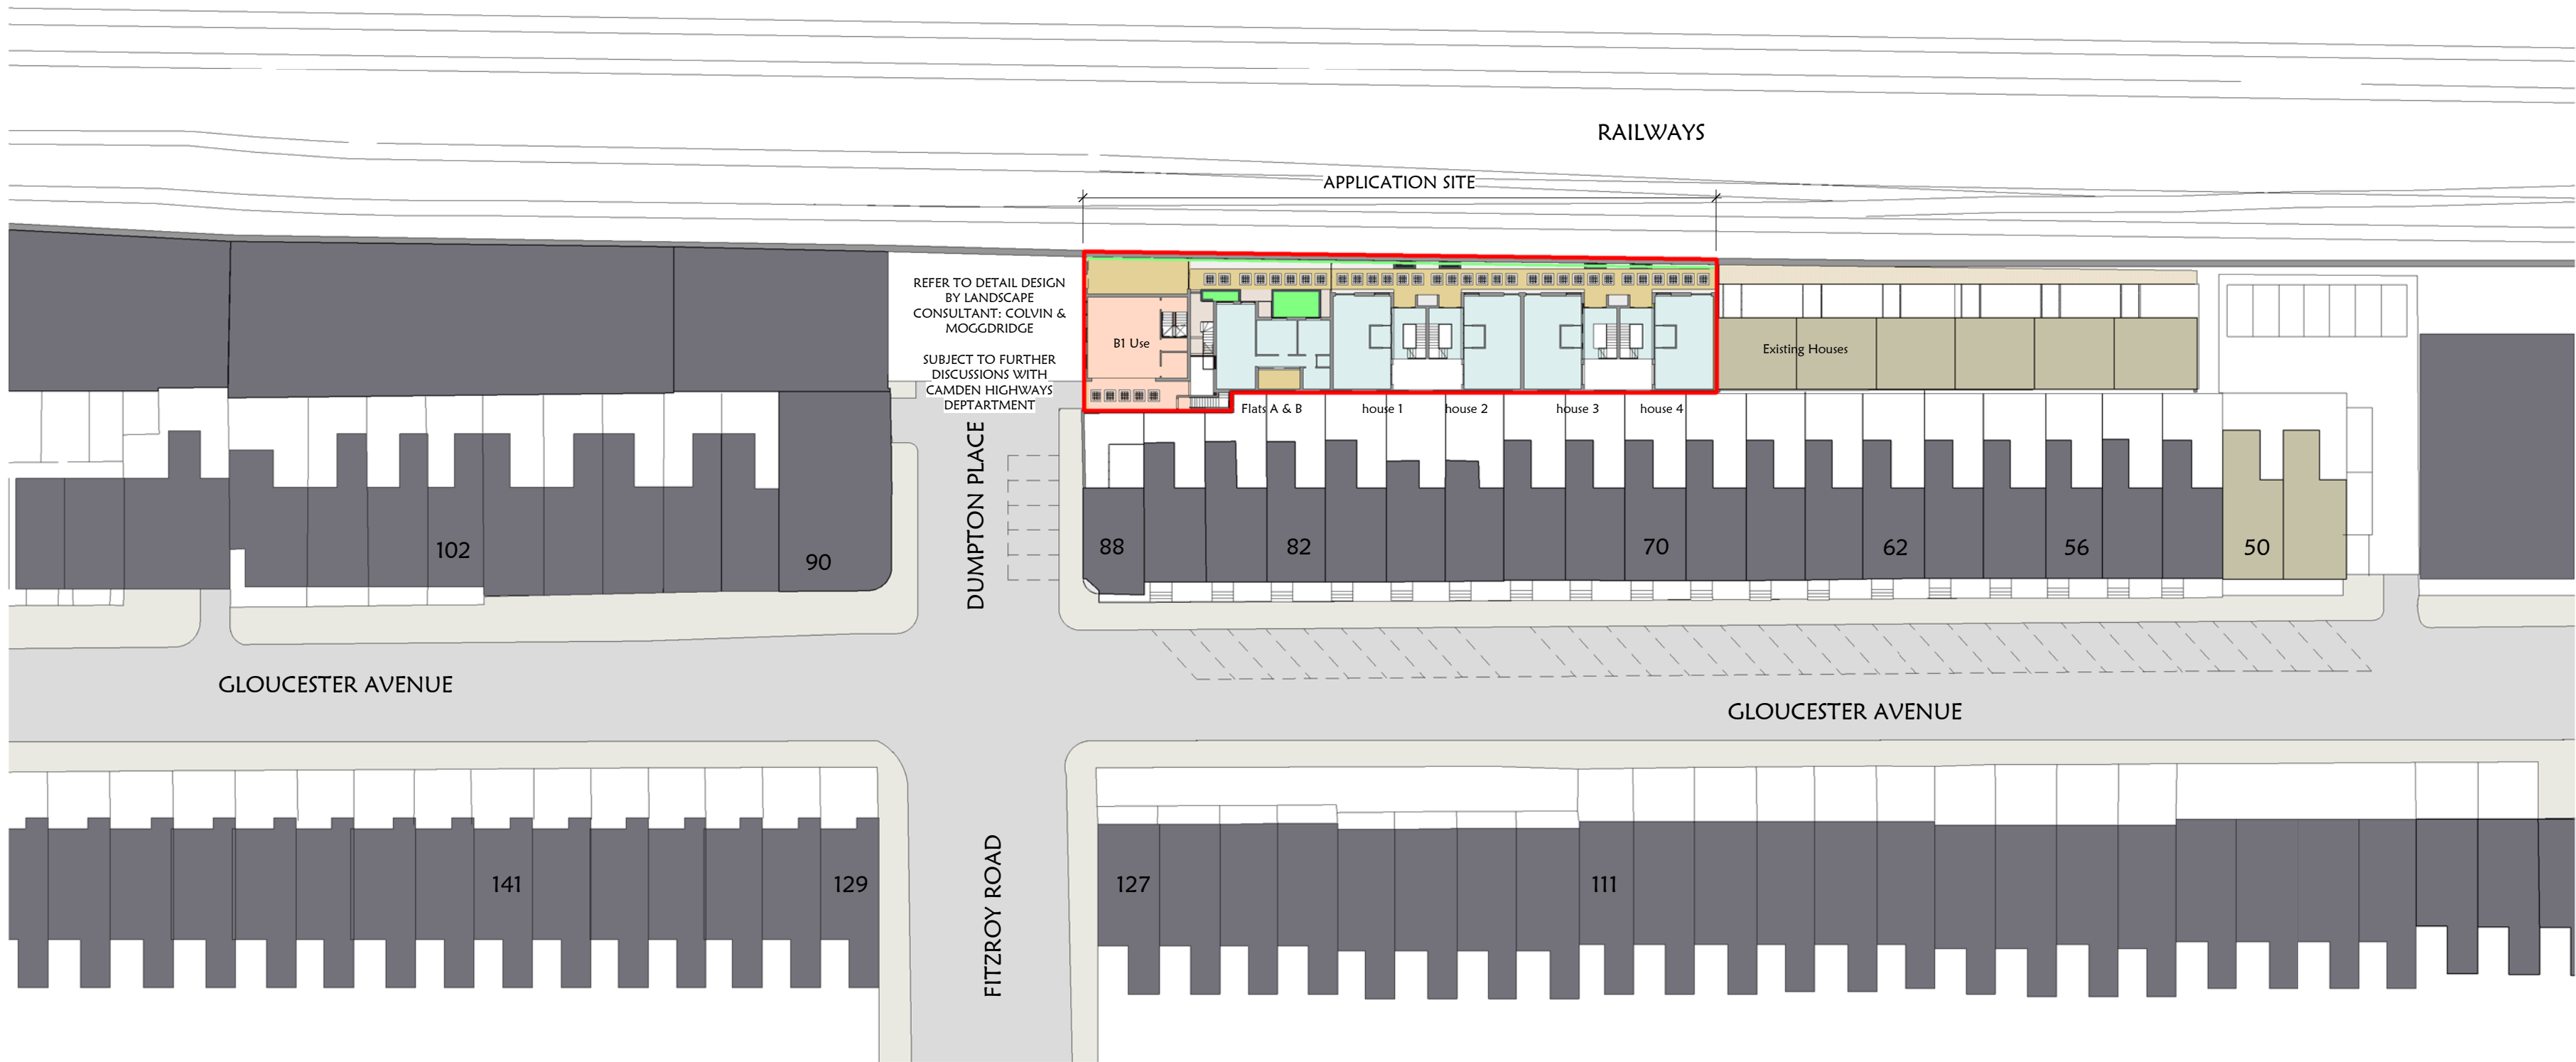 RAILWAYS
APPLICATION SITE
REFER TO DETAIL DESIGN
BY LANDSCAPE
CONSULTANT: COLVIN &
MOGGDRIDGE
SUBJECT TO FURTHER
DISCUSSIONS WITH
CAMDEN HIGHWAYS
DEPTARTMENT
B1 Use
Existing Houses
Flats A & B
house 1
house 2
house 3
house 4
DUMPTON PLACE
102
90
88
82
70
62
56
50
GLOUCESTER AVENUE
GLOUCESTER AVENUE
FITZROY ROAD
141
129
127
111